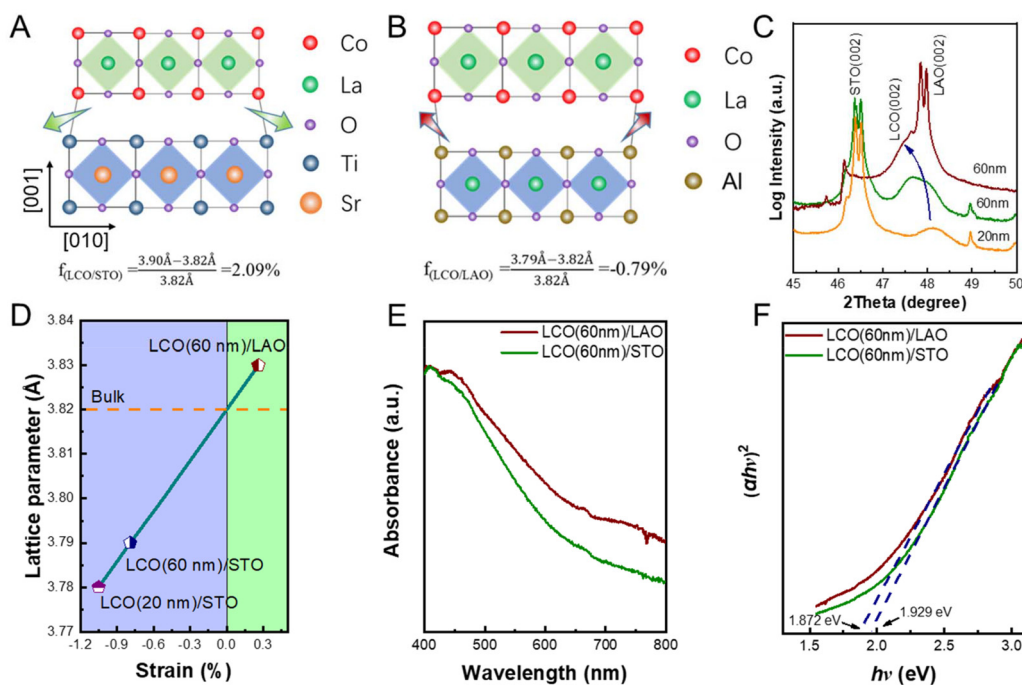 A
Co
La
O
Ti
Sr
[001]
[010]
f(LCO/STO) = 3.90Å−3.82Å / 3.82Å = 2.09%
B
Co
La
O
Al
f(LCO/LAO) = 3.79Å−3.82Å / 3.82Å = -0.79%
C
Log Intensity (a.u.)
STO(002)
LCO(002)
LAO(002)
60nm
60nm
20nm
45 46 47 48 49 50
2Theta (degree)
D
Lattice parameter (Å)
3.84
3.83
3.82
3.81
3.80
3.79
3.78
3.77
LCO(60 nm)/LAO
Bulk
LCO(60 nm)/STO
LCO(20 nm)/STO
-1.2 -0.9 -0.6 -0.3 0.0 0.3
Strain (%)
E
Absorbance (a.u.)
LCO(60nm)/LAO
LCO(60nm)/STO
400 500 600 700 800
Wavelength (nm)
F
(αhν)²
LCO(60nm)/LAO
LCO(60nm)/STO
1.872 eV
1.929 eV
1.5 2.0 2.5 3.0
hν (eV)